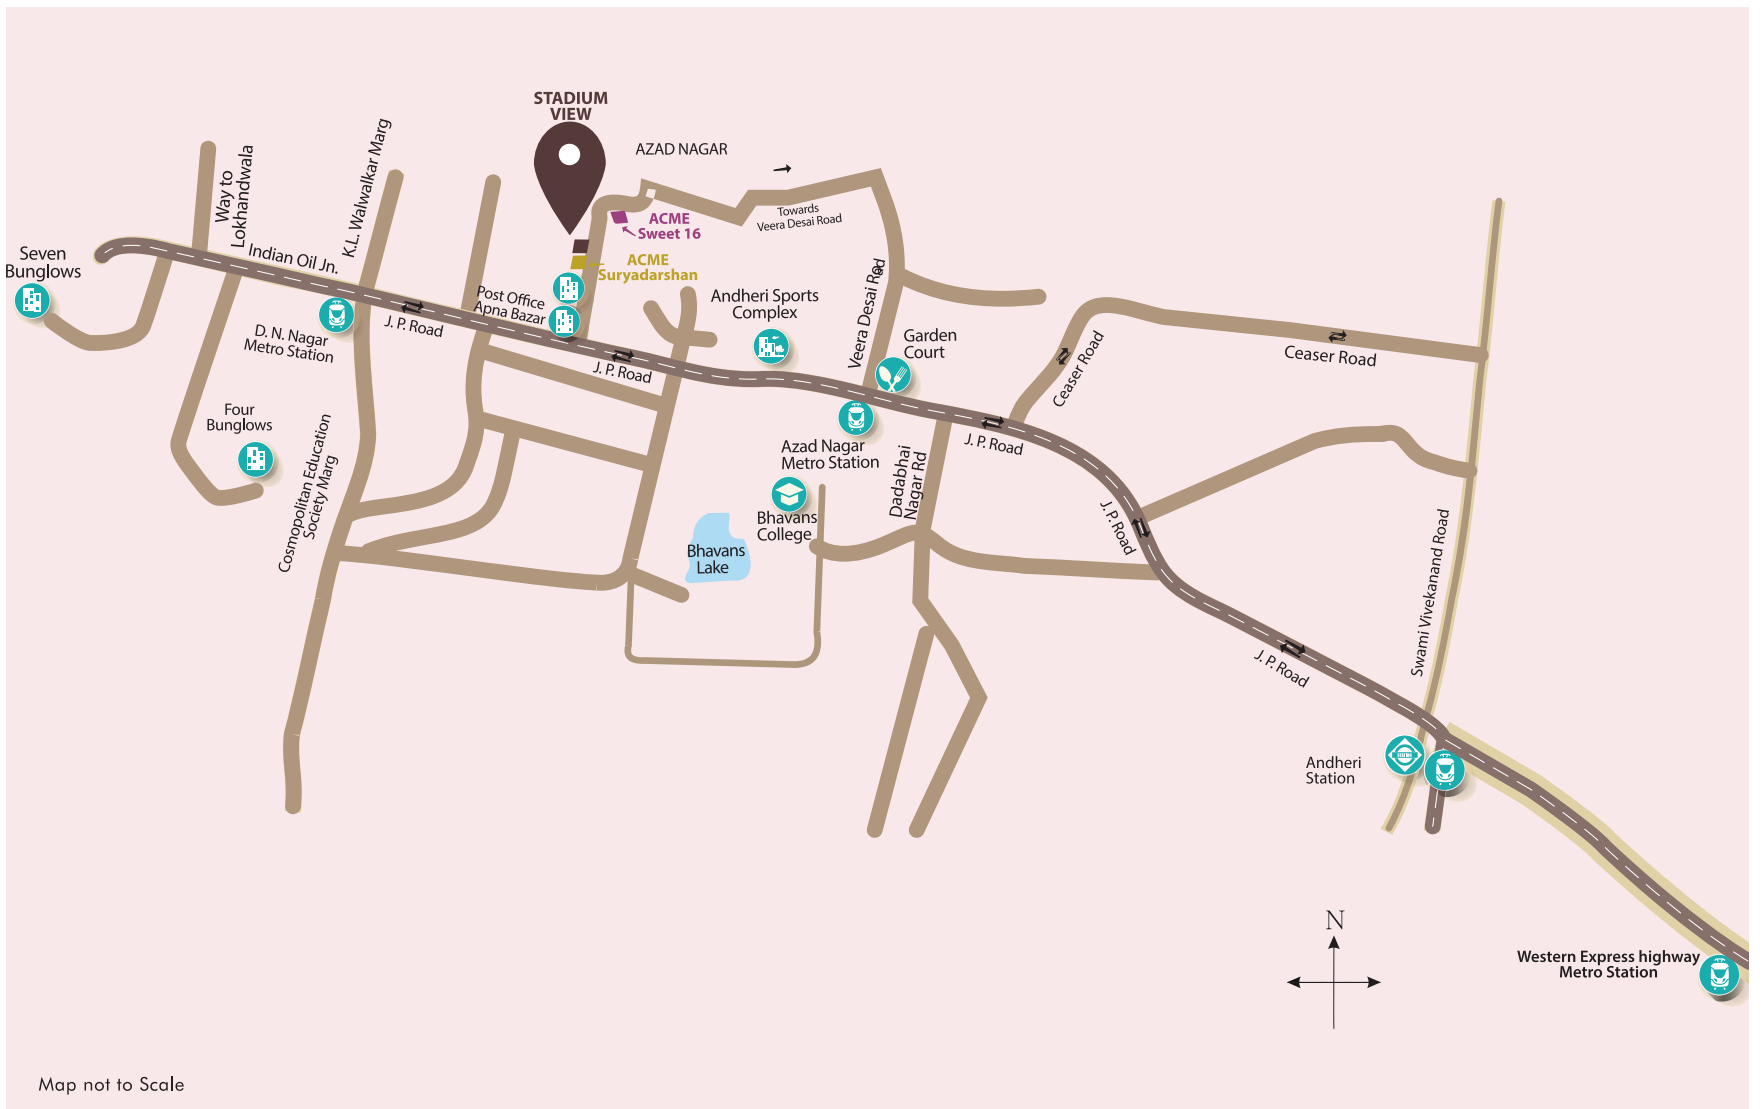 STADIUM
VIEW
AZAD NAGAR
Towards
Veera Desai Road
ACME
Sweet 16
ACME
Suryadarshan
Way to
Lokhandwala
K.L. Walwalkar Marg
Seven
Bunglows
Indian Oil Jn.
Post Office
Apna Bazar
J. P. Road
D. N. Nagar
Metro Station
Andheri Sports
Complex
Veera Desai Rod
Garden
Court
J. P. Road
Ceaser Road
Ceaser Road
Four
Bunglows
Cosmopolitan Education
Society Marg
Azad Nagar
Metro Station
Dadabhai
Nagar Rd
J. P. Road
Bhavans
College
Bhavans
Lake
J. P. Road
Swami Vivekanand Road
J. P. Road
Andheri
Station
N
Western Express highway
Metro Station
Map not to Scale